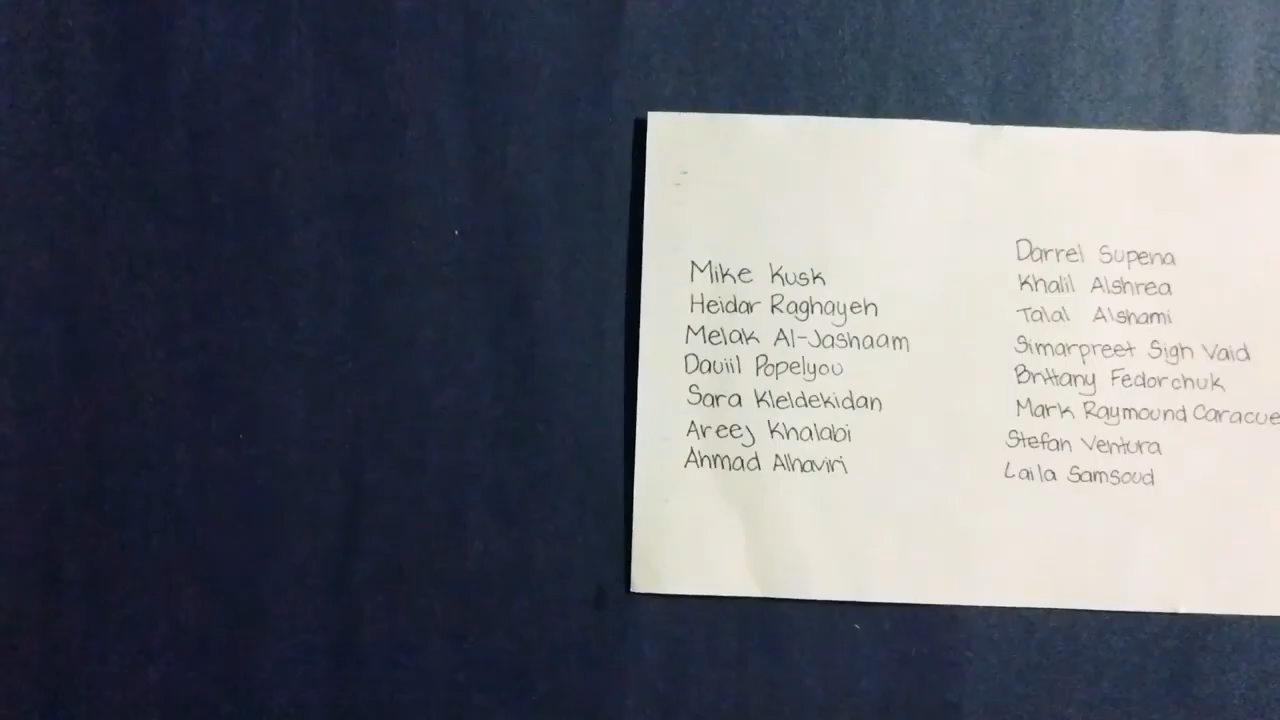 Mike Kusk
Heidar Raghayeh
Melak Al-Jashaam
Daviil Popelyou
Sara Kleldekidan
Areej Khalabi
Ahmad Alhaviri
Darrel Supena
Khalil Alshrea
Talal Alshami
Simarpreet Sigh Vaid
Brittany Fedorchuk
Mark Raymound Caracue
Stefan Ventura
Laila Samsoud